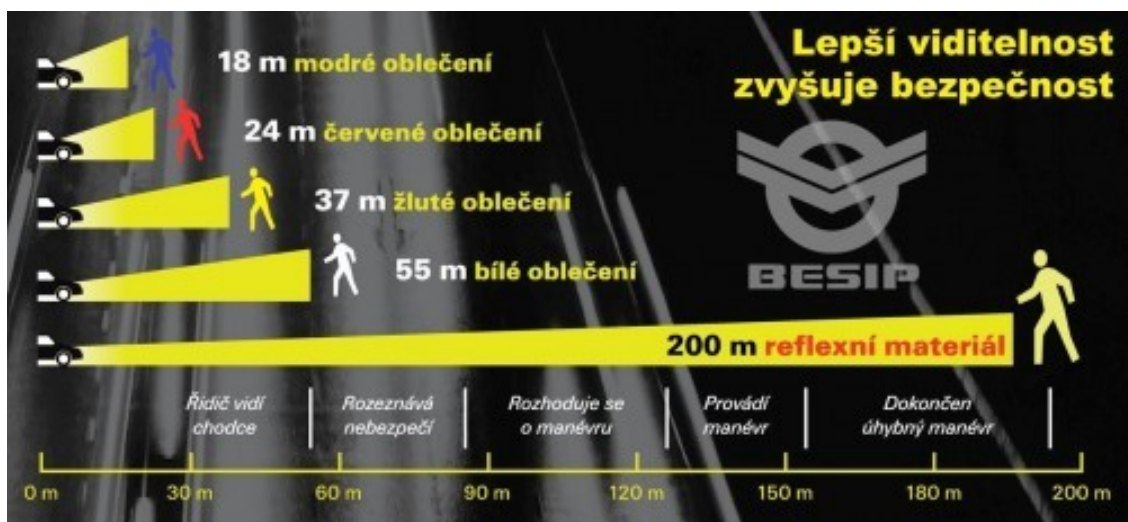 Lepší viditelnost
zvyšuje bezpečnost
18 m modré oblečení
24 m červené oblečení
37 m žluté oblečení
55 m bílé oblečení
BESIP
200 m reflexní materiál
Řidič vidí
chodce
Rozeznává
nebezpečí
Rozhoduje se
o manévru
Provádí
manévr
Dokončen
úhybný manévr
0 m 30 m 60 m 90 m 120 m 150 m 180 m 200 m